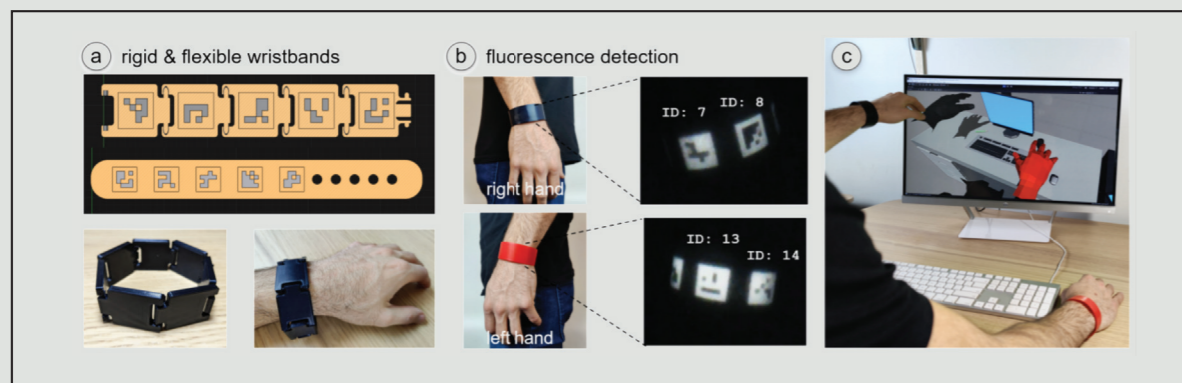 a rigid & flexible wristbands
b fluorescence detection
ID: 7
ID: 8
right hand
ID: 13
ID: 14
left hand
c